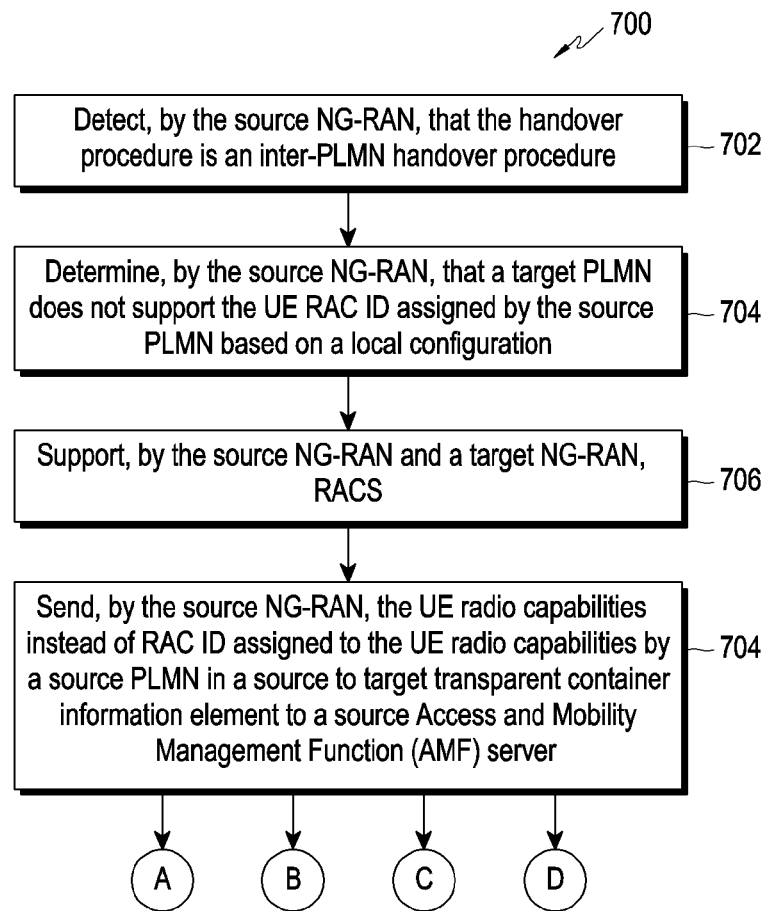 700
Detect, by the source NG-RAN, that the handover
procedure is an inter-PLMN handover procedure
702
Determine, by the source NG-RAN, that a target PLMN
does not support the UE RAC ID assigned by the source
PLMN based on a local configuration
704
Support, by the source NG-RAN and a target NG-RAN,
RACS
706
Send, by the source NG-RAN, the UE radio capabilities
instead of RAC ID assigned to the UE radio capabilities by
a source PLMN in a source to target transparent container
information element to a source Access and Mobility
Management Function (AMF) server
704
A
B
C
D